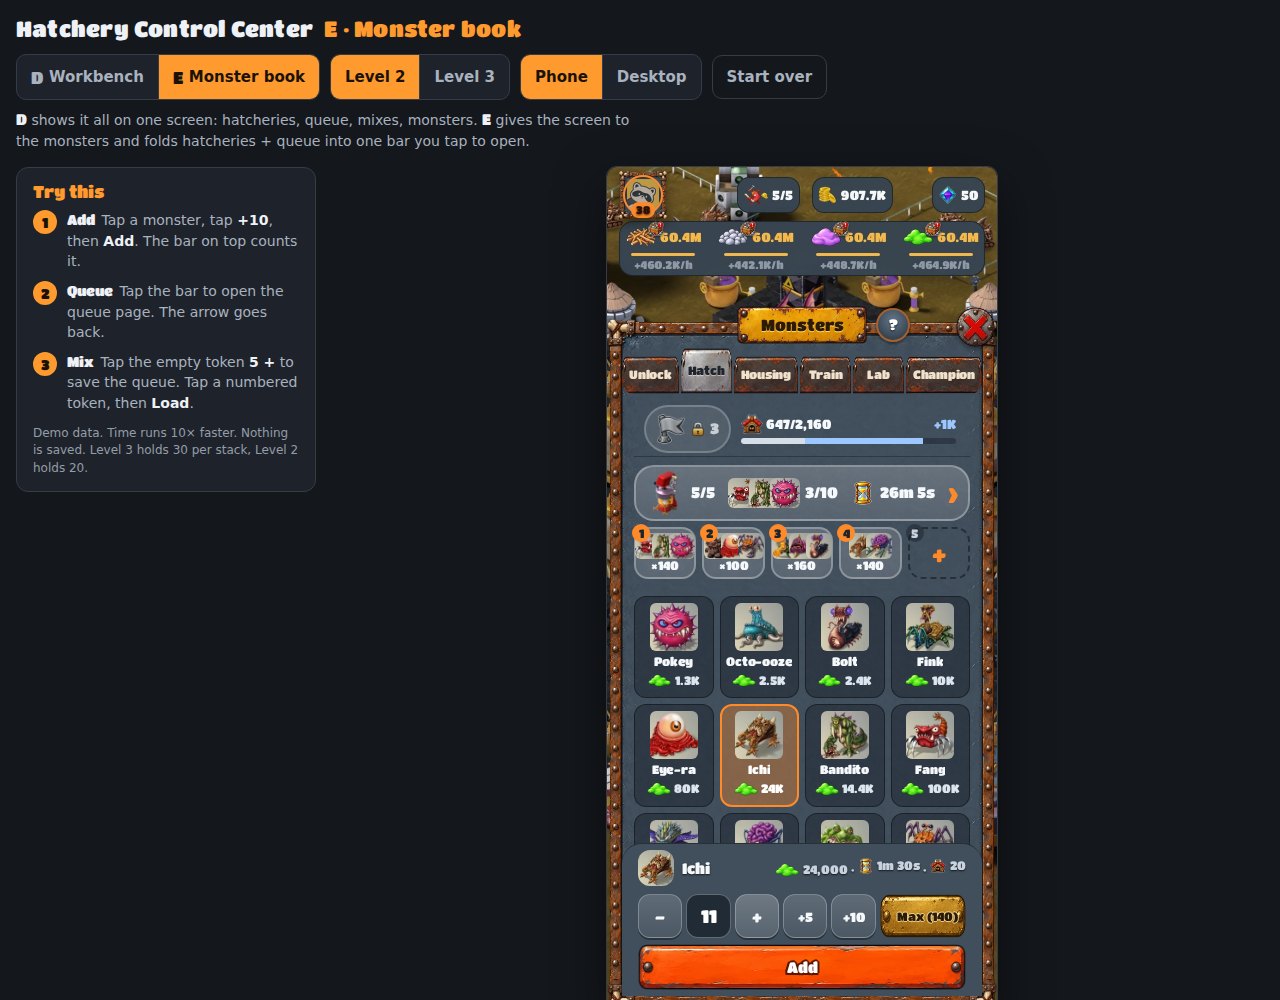 Hatchery Control Center E · Monster book
D Workbench E Monster book Level 2 Level 3 Phone Desktop Start over
D shows it all on one screen: hatcheries, queue, mixes, monsters. E gives the screen to
the monsters and folds hatcheries + queue into one bar you tap to open.
Try this
1 Add Tap a monster, tap +10,
then Add. The bar on top counts
it.
2 Queue Tap the bar to open the
queue page. The arrow goes
back.
3 Mix Tap the empty token 5 + to
save the queue. Tap a numbered
token, then Load.
Demo data. Time runs 10× faster. Nothing
is saved. Level 3 holds 30 per stack, Level 2
holds 20.
30 5/5 907.7K 50
60.4M 60.4M 60.4M 60.4M
+460.2K/h +442.1K/h +448.7K/h +464.9K/h
Monsters ?
Unlock Hatch Housing Train Lab Champion
3 647/2,160 +1K
5/5 3/10 26m 5s
1 2 3 4 5
×140 ×100 ×160 ×140 +
Pokey Octo-ooze Bolt Fink
1.3K 2.5K 2.4K 10K
Eye-ra Ichi Bandito Fang
80K 24K 14.4K 100K
Ichi 24,000 · 1m 30s · 20
− 11 + +5 +10 Max (140)
Add